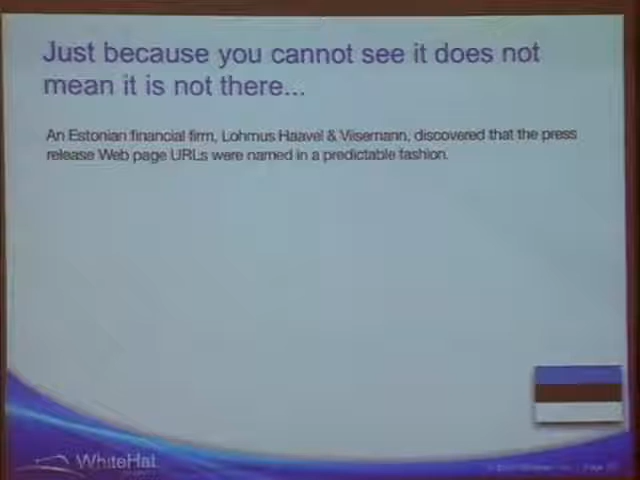 Just because you cannot see it does not
mean it is not there...
An Estonian financial firm, Lohmus Haavel & Viisemann, discovered that the press
release Web page URLs were named in a predictable fashion.
WhiteHat